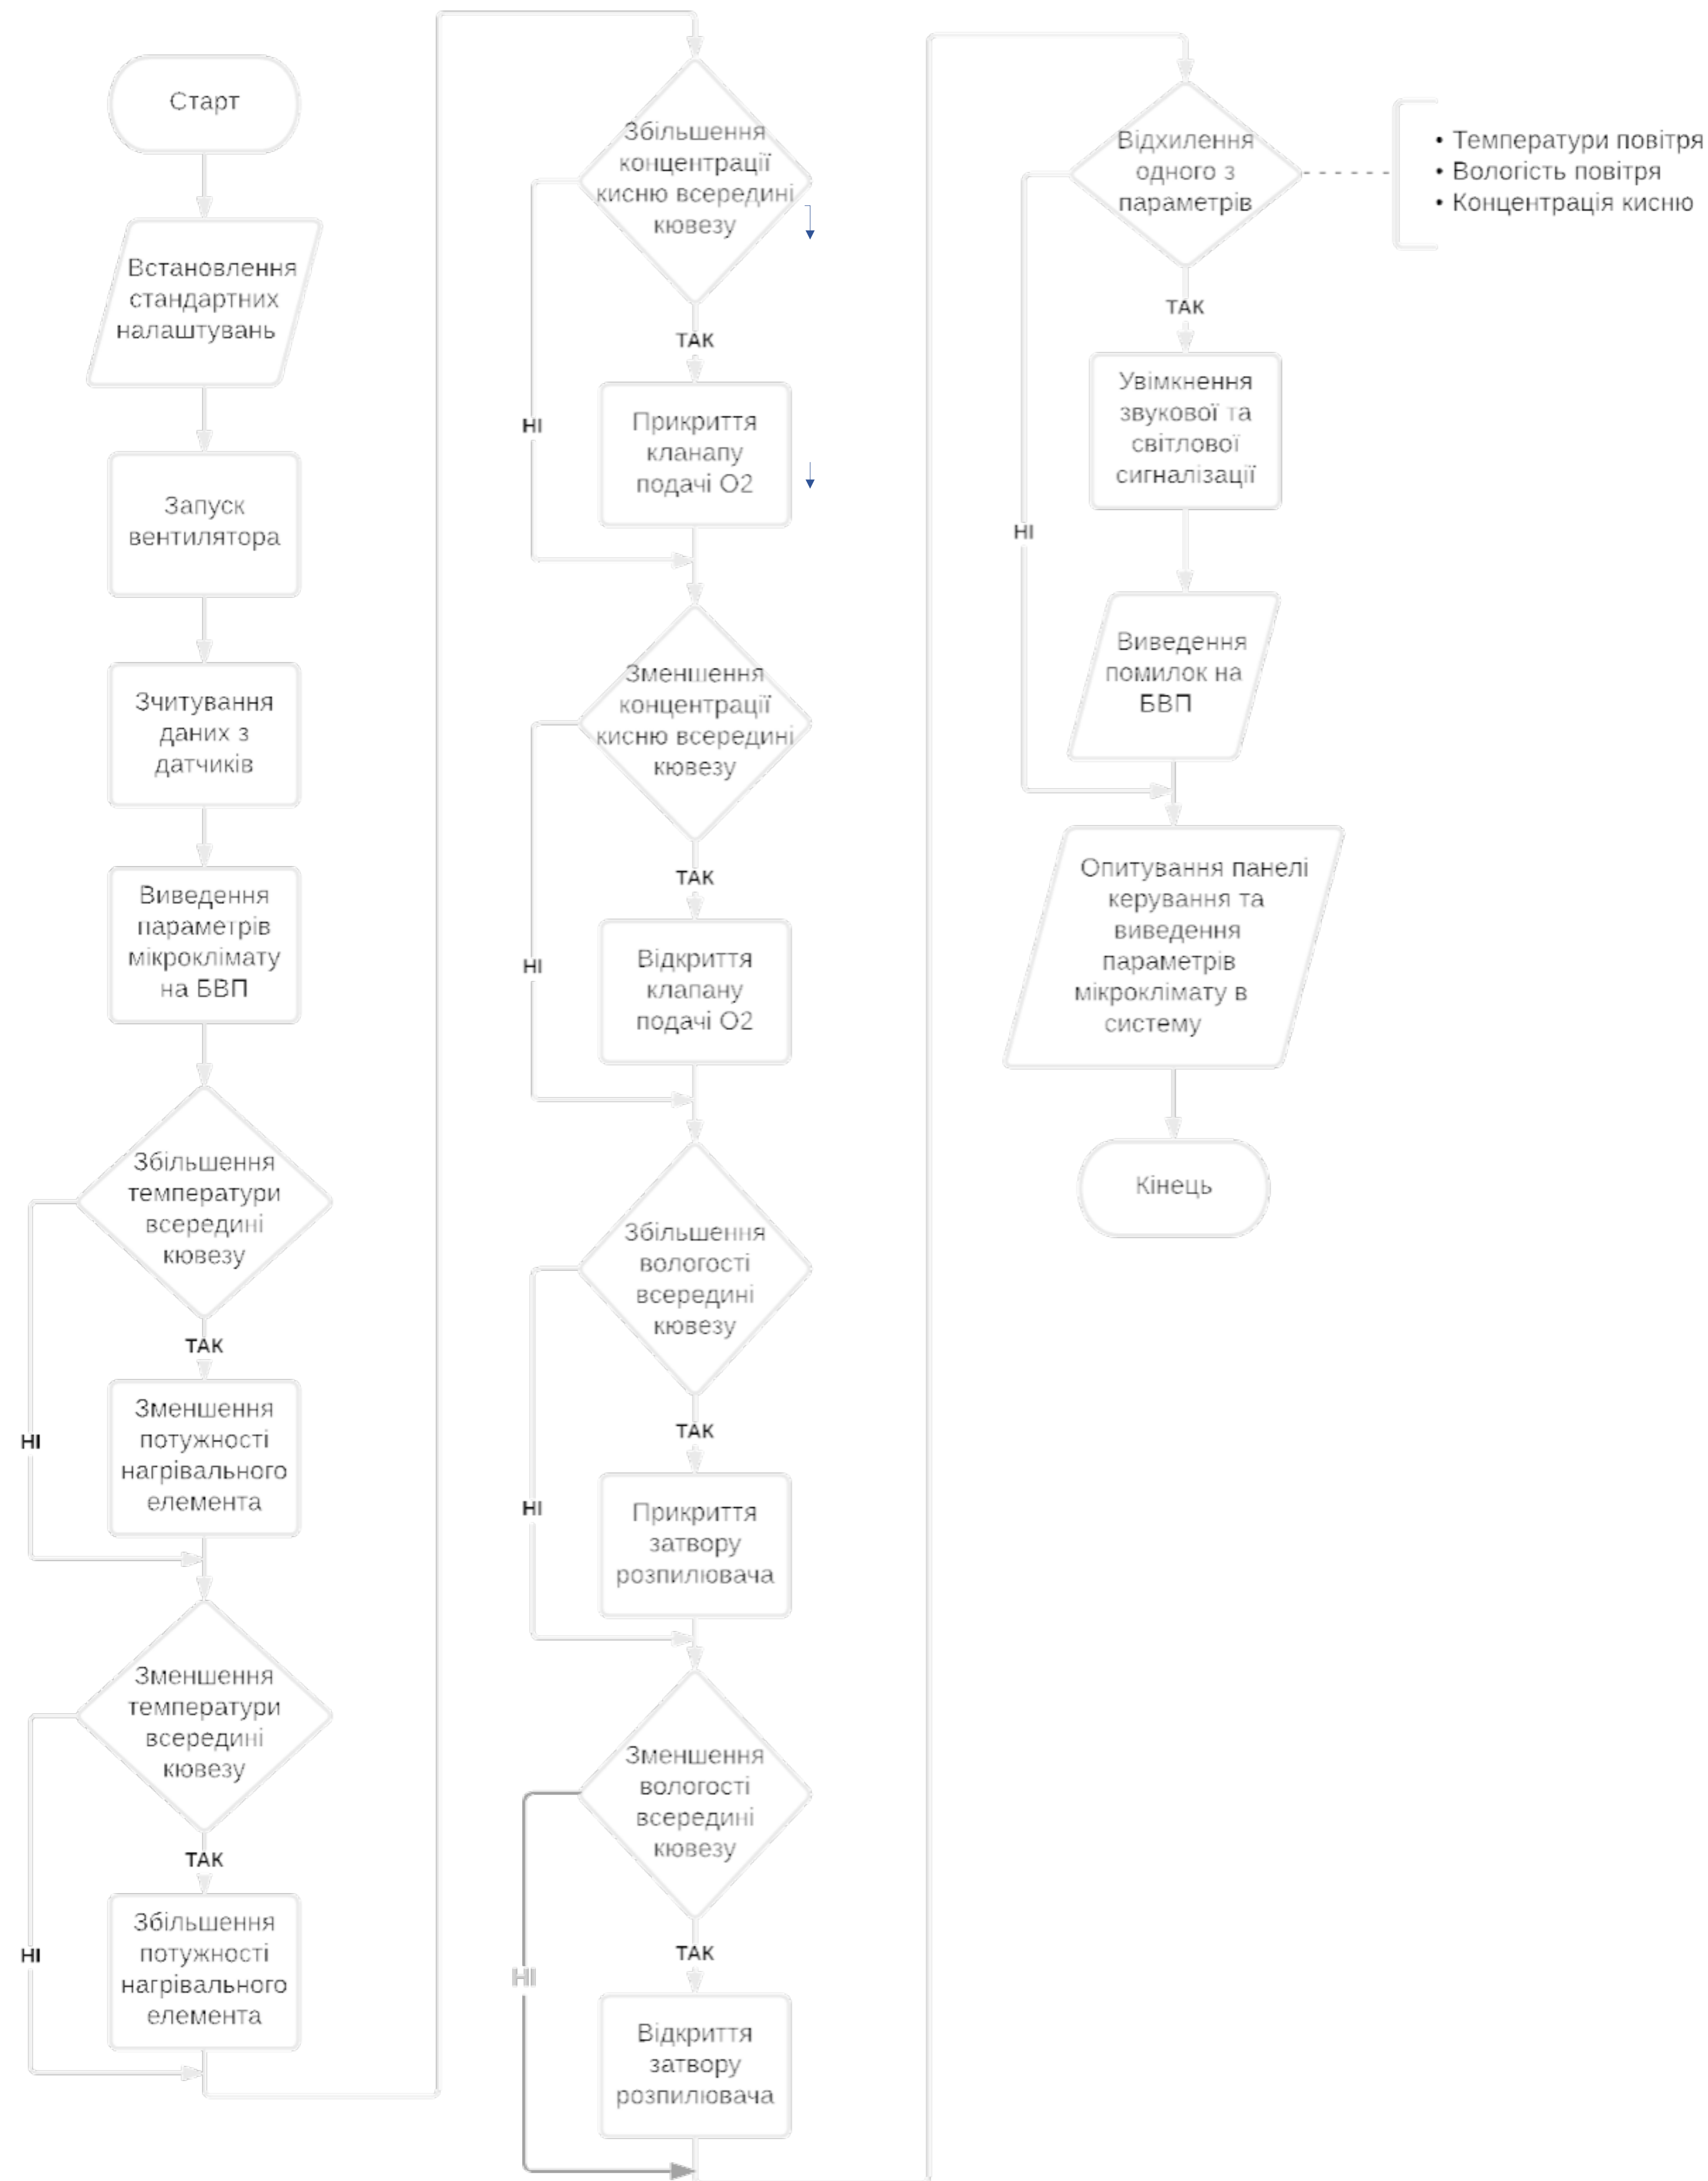 Старт
Встановлення
стандартних
налаштувань
Запуск
вентилятора
Зчитування
даних з
датчиків
Виведення
параметрів
мікроклімату
на БВП
Збільшення
температури
всередині
кювезу
ТАК
НІ
Зменшення
потужності
нагрівального
елемента
Зменшення
температури
всередині
кювезу
ТАК
НІ
Збільшення
потужності
нагрівального
елемента
Збільшення
концентрації
кисню всередині
кювезу
ТАК
НІ
Прикриття
кланапу
подачі О2
Зменшення
концентрації
кисню всередині
кювезу
ТАК
НІ
Відкриття
клапану
подачі О2
Збільшення
вологості
всередині
кювезу
ТАК
НІ
Прикриття
затвору
розпилювача
Зменшення
вологості
всередині
кювезу
ТАК
НІ
Відкриття
затвору
розпилювача
Відхилення
одного з
параметрів
• Температури повітря
• Вологість повітря
• Концентрація кисню
ТАК
НІ
Увімкнення
звукової та
світлової
сигналізації
Виведення
помилок на
БВП
Опитування панелі
керування та
виведення
параметрів
мікроклімату в
систему
Кінець